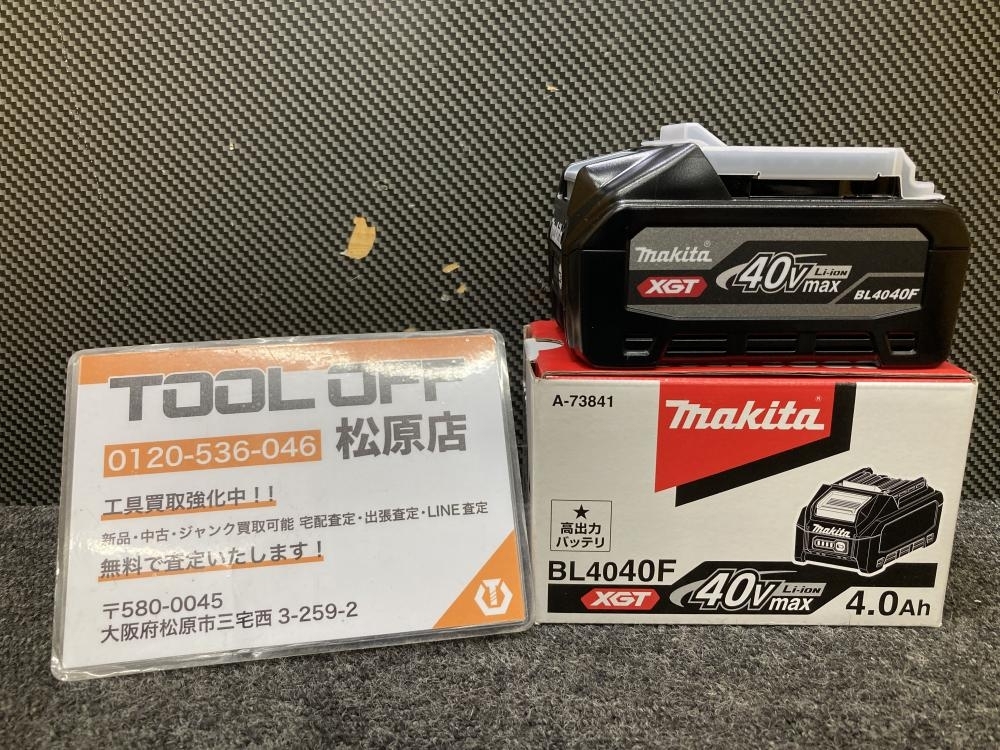 TOOL OFF
0120-536-046 松原店
工具買取強化中！！
新品・中古・ジャンク買取可能 宅配査定・出張査定・LINE査定
無料で査定いたします！
〒580-0045
大阪府松原市三宅西 3-259-2
makita®
XGT 40Vmax Li-ion
BL4040F
A-73841
makita®
★
高出力
バッテリ
makita
BL4040F
XGT 40Vmax Li-ion 4.0Ah